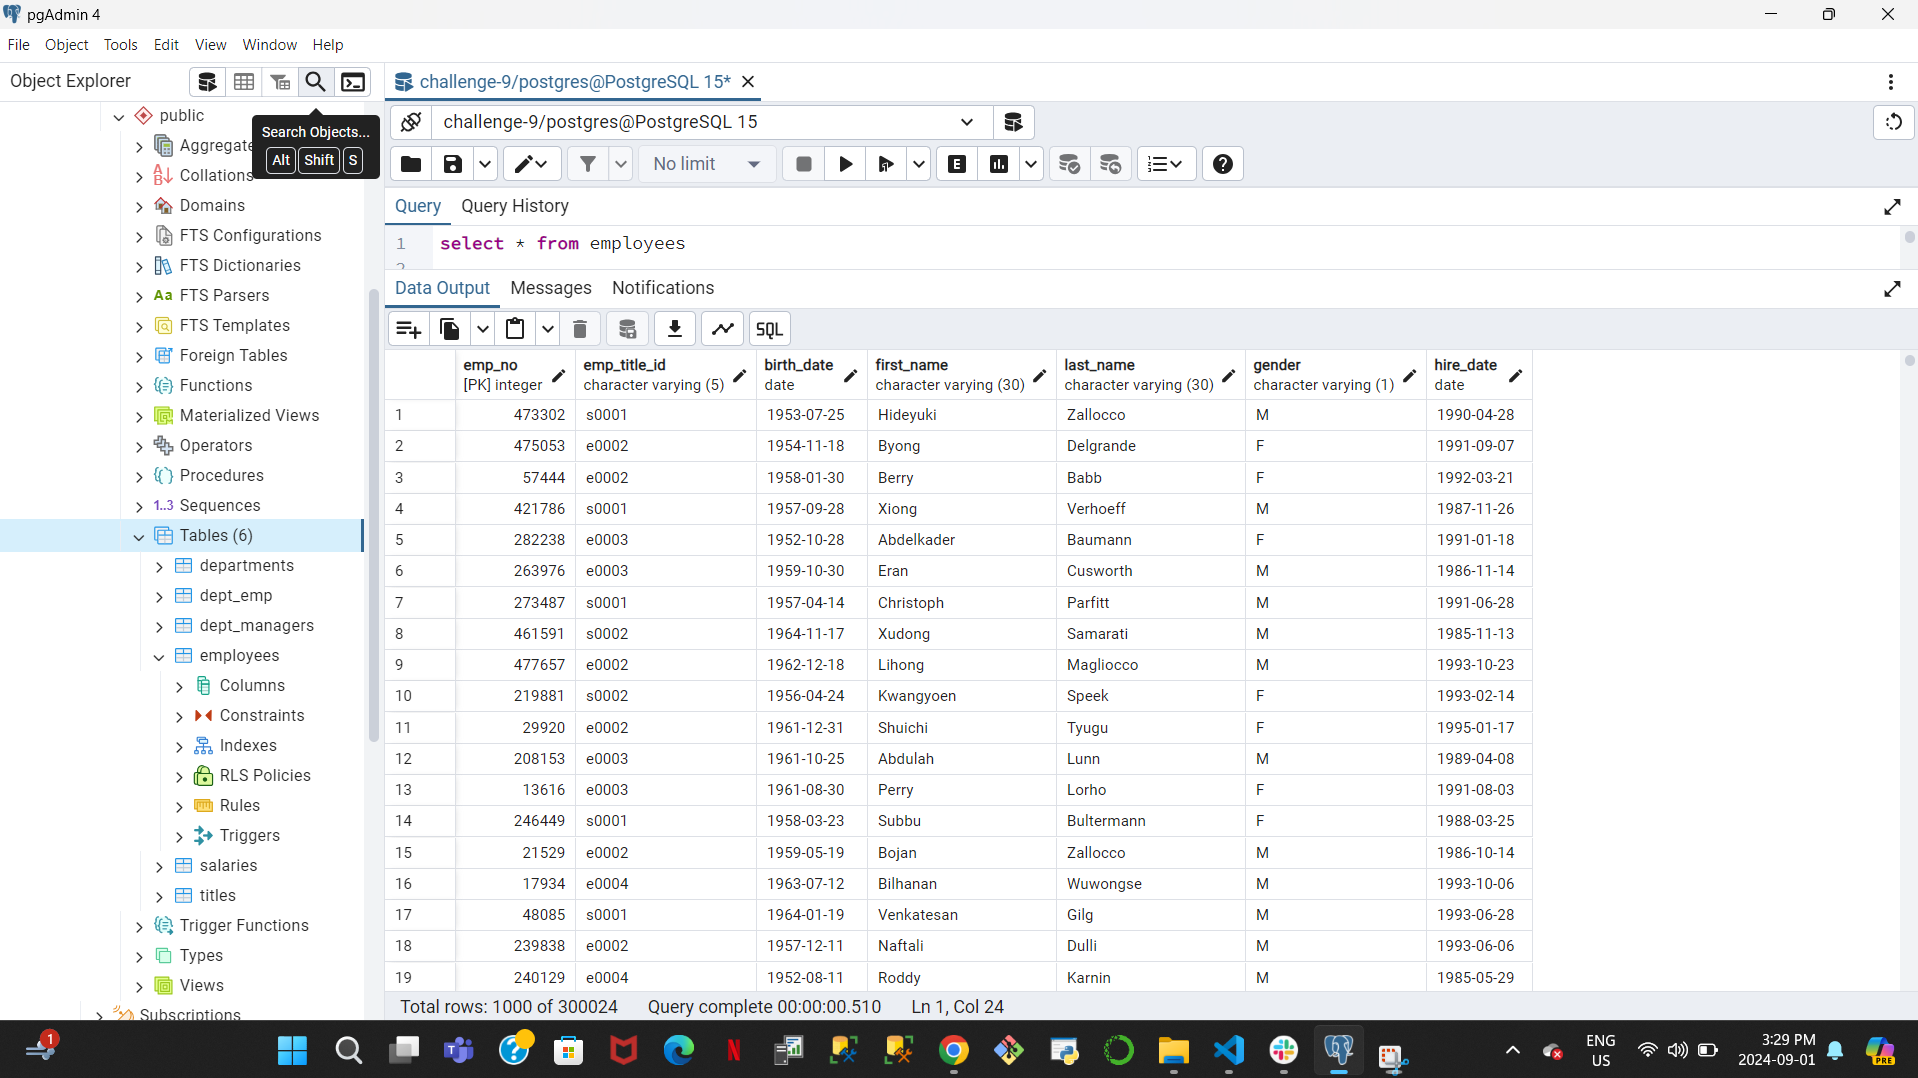 pgAdmin 4
File Object Tools Edit View Window Help
Object Explorer
challenge-9/postgres@PostgreSQL 15*
public
Search Objects...
Alt Shift S
Aggregate
Collations
Domains
FTS Configurations
FTS Dictionaries
Aa FTS Parsers
FTS Templates
Foreign Tables
Functions
Materialized Views
Operators
Procedures
1..3 Sequences
Tables (6)
departments
dept_emp
dept_managers
employees
Columns
Constraints
Indexes
RLS Policies
Rules
Triggers
salaries
titles
Trigger Functions
Types
Views
Subscriptions
challenge-9/postgres@PostgreSQL 15
No limit
E
Query Query History
1 select * from employees
2
Data Output Messages Notifications
SQL
emp_no emp_title_id birth_date first_name last_name gender hire_date
[PK] integer character varying (5) date character varying (30) character varying (30) character varying (1) date
1 473302 s0001 1953-07-25 Hideyuki Zallocco M 1990-04-28
2 475053 e0002 1954-11-18 Byong Delgrande F 1991-09-07
3 57444 e0002 1958-01-30 Berry Babb F 1992-03-21
4 421786 s0001 1957-09-28 Xiong Verhoeff M 1987-11-26
5 282238 e0003 1952-10-28 Abdelkader Baumann F 1991-01-18
6 263976 e0003 1959-10-30 Eran Cusworth M 1986-11-14
7 273487 s0001 1957-04-14 Christoph Parfitt M 1991-06-28
8 461591 s0002 1964-11-17 Xudong Samarati M 1985-11-13
9 477657 e0002 1962-12-18 Lihong Magliocco M 1993-10-23
10 219881 s0002 1956-04-24 Kwangyoen Speek F 1993-02-14
11 29920 e0002 1961-12-31 Shuichi Tyugu F 1995-01-17
12 208153 e0003 1961-10-25 Abdulah Lunn M 1989-04-08
13 13616 e0003 1961-08-30 Perry Lorho F 1991-08-03
14 246449 s0001 1958-03-23 Subbu Bultermann F 1988-03-25
15 21529 e0002 1959-05-19 Bojan Zallocco M 1986-10-14
16 17934 e0004 1963-07-12 Bilhanan Wuwongse M 1993-10-06
17 48085 s0001 1964-01-19 Venkatesan Gilg M 1993-06-28
18 239838 e0002 1957-12-11 Naftali Dulli M 1993-06-06
19 240129 e0004 1952-08-11 Roddy Karnin M 1985-05-29
Total rows: 1000 of 300024 Query complete 00:00:00.510 Ln 1, Col 24
1
ENG
US
3:29 PM
2024-09-01
PRE